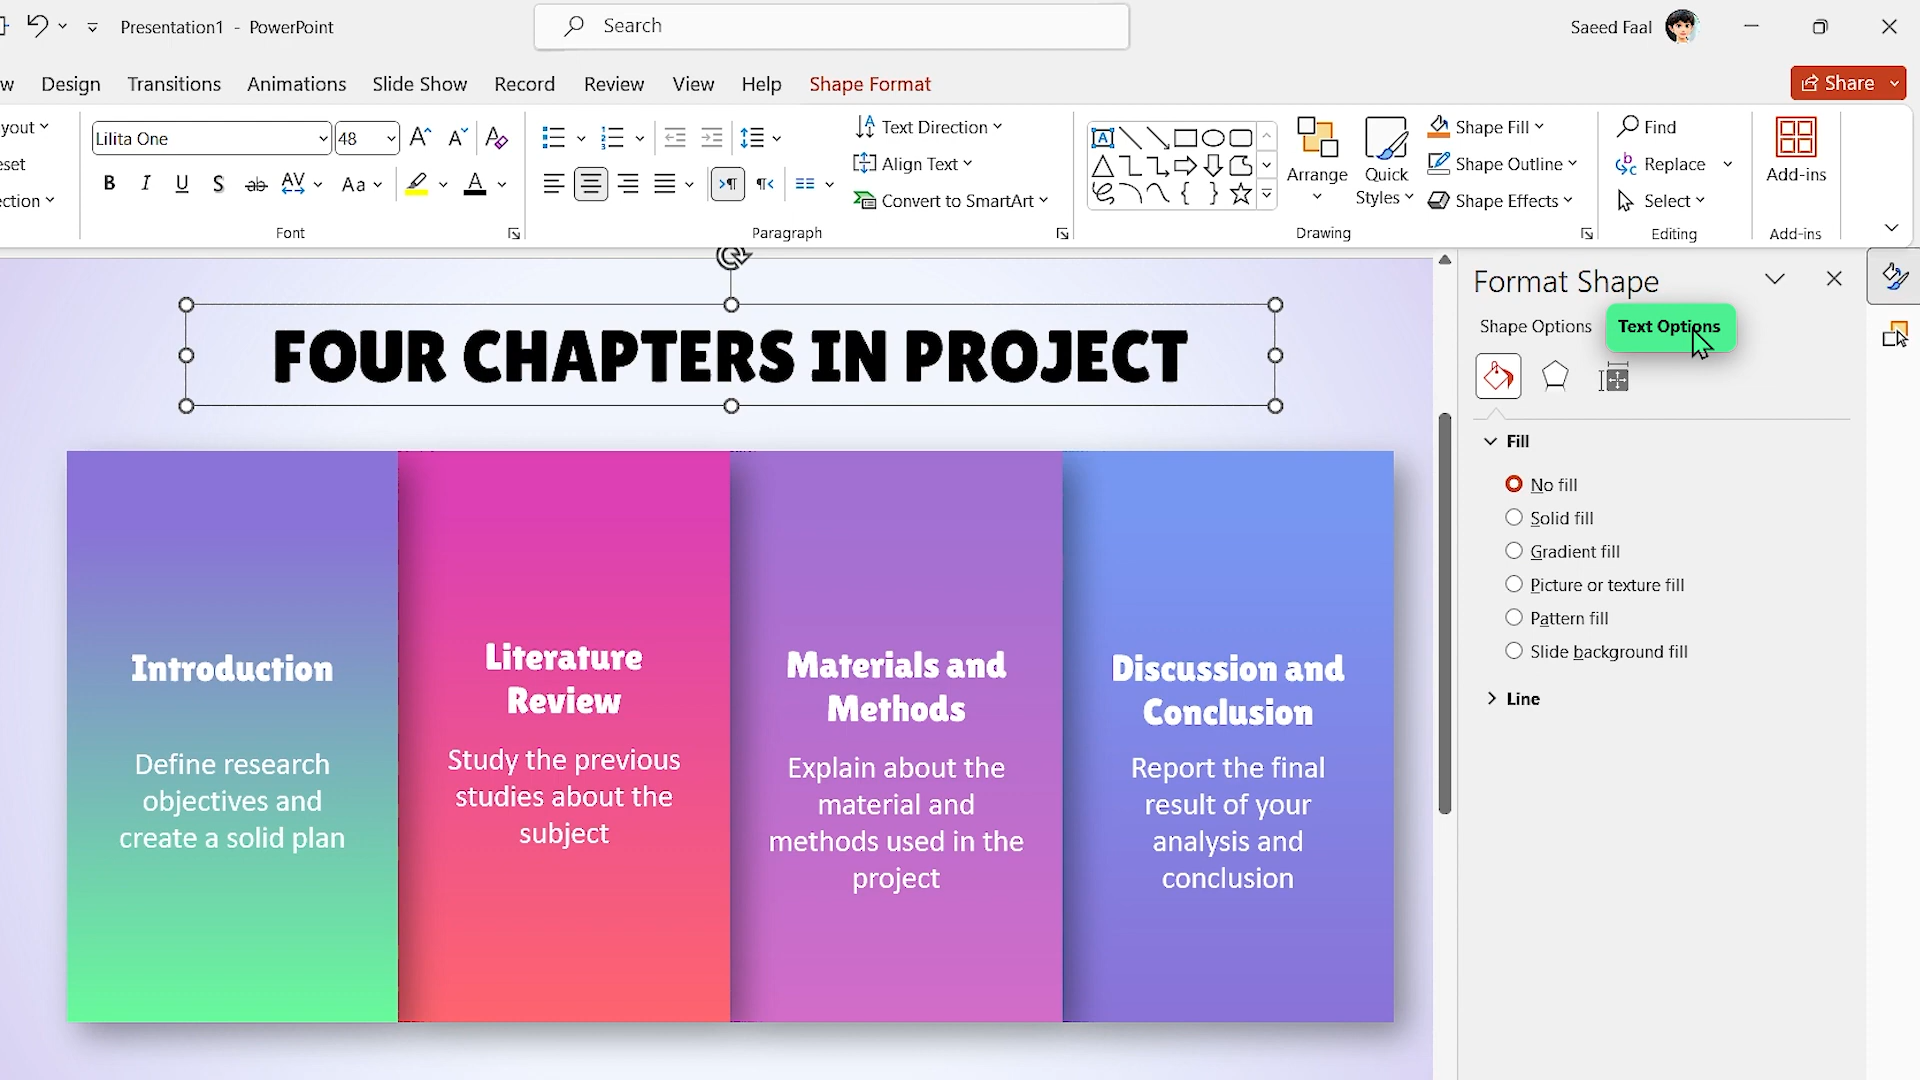 Presentation1 - PowerPoint
Search
Saeed Faal
w
Design
Transitions
Animations
Slide Show
Record
Review
View
Help
Shape Format
Share
yout
eset
ection
Lilita One
48
B I U S ab AV Aa A
Font
Text Direction
Align Text
Convert to SmartArt
Paragraph
Arrange
Quick
Styles
Shape Fill
Shape Outline
Shape Effects
Drawing
Find
Replace
Select
Editing
Add-ins
Add-ins
Format Shape
Shape Options
Text Options
Fill
No fill
Solid fill
Gradient fill
Picture or texture fill
Pattern fill
Slide background fill
Line
FOUR CHAPTERS IN PROJECT
Introduction
Define research
objectives and
create a solid plan
Literature
Review
Study the previous
studies about the
subject
Materials and
Methods
Explain about the
material and
methods used in the
project
Discussion and
Conclusion
Report the final
result of your
analysis and
conclusion